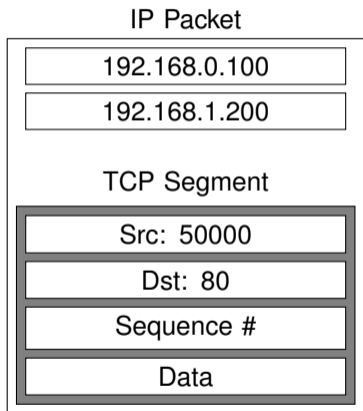 IP Packet
192.168.0.100
192.168.1.200
TCP Segment
Src: 50000
Dst: 80
Sequence #
Data